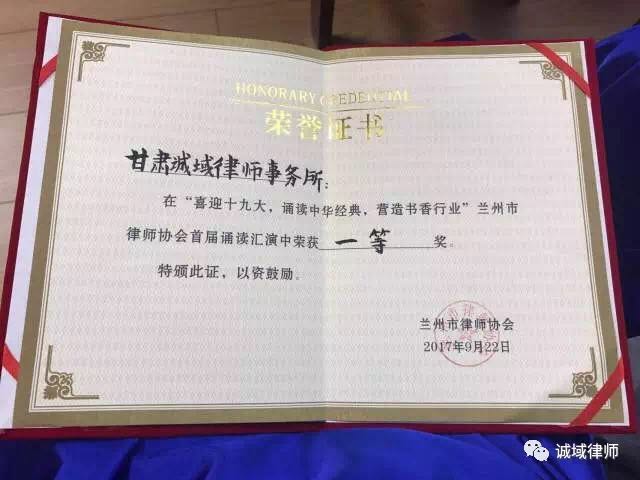 HONORARY CREDENTIAL
荣誉证书
甘肃诚域律师事务所：
在“喜迎十九大，诵读中华经典，营造书香行业”兰州市
律师协会首届诵读汇演中荣获一等奖。
特颁此证，以资鼓励。
兰州市律师协会
2017年9月22日
诚域律师